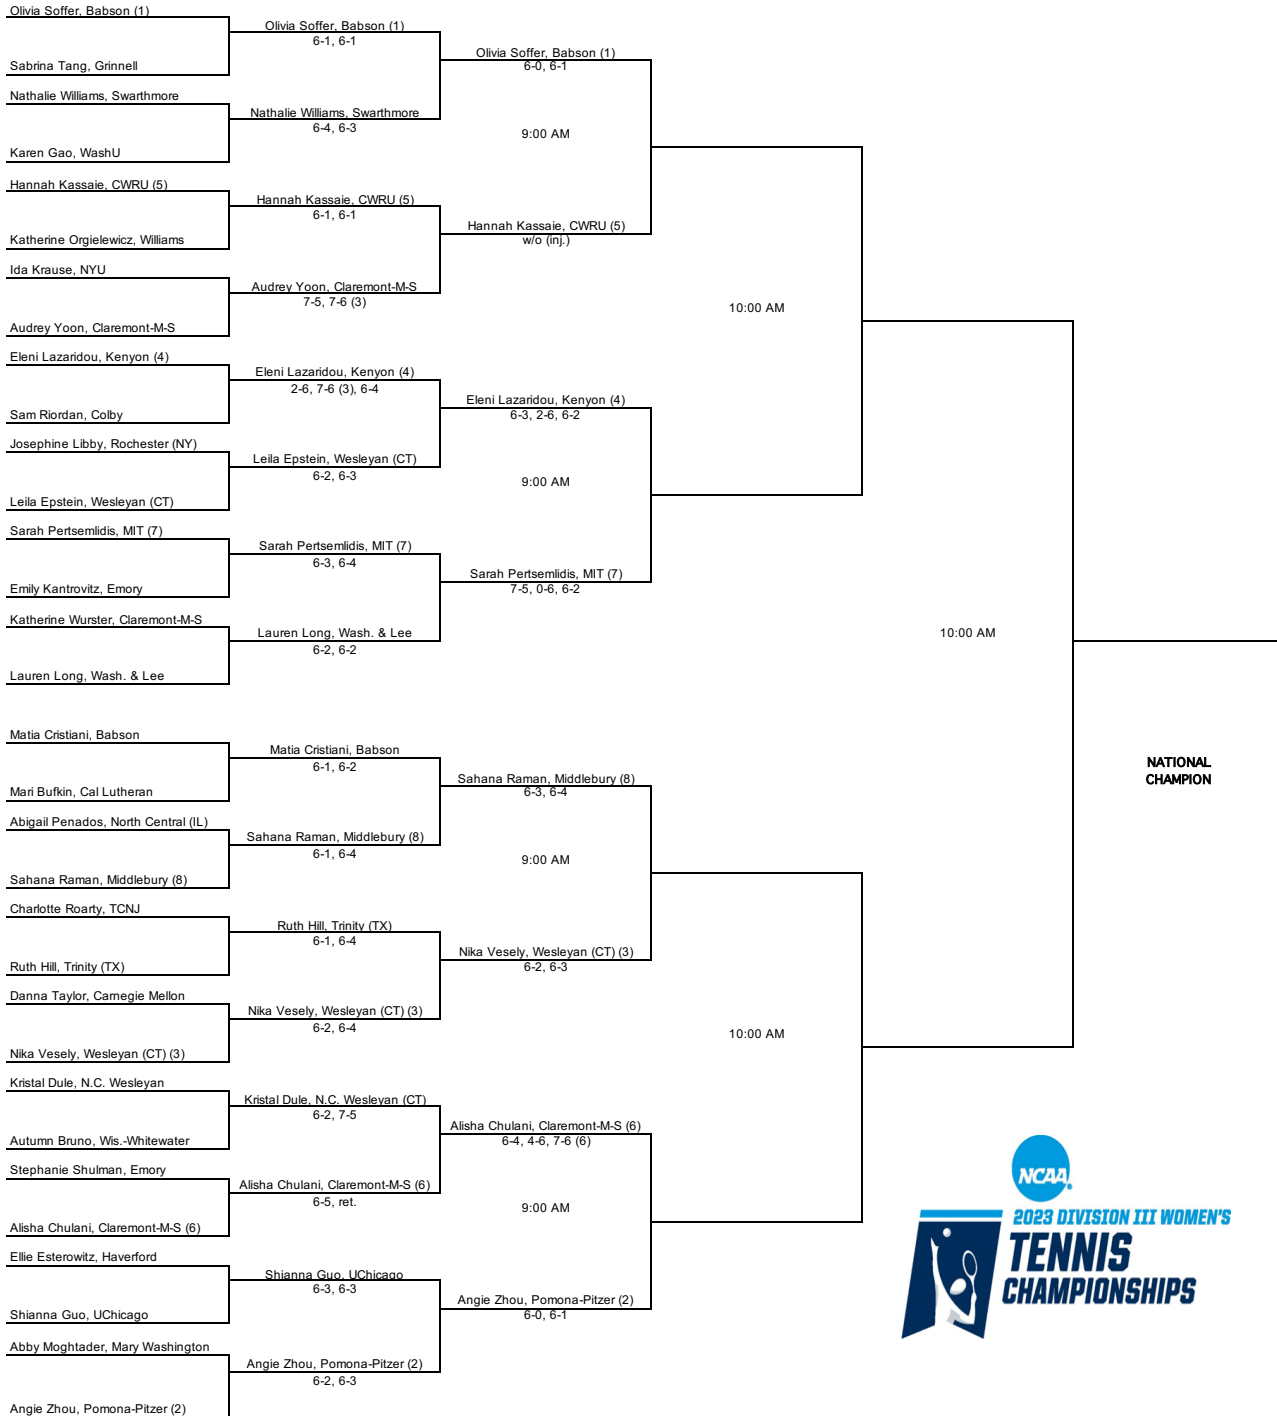 Olivia Soffer, Babson (1)
Sabrina Tang, Grinnell
Nathalie Williams, Swarthmore
Karen Gao, WashU
Hannah Kassaie, CWRU (5)
Katherine Orgielewicz, Williams
Ida Krause, NYU
Audrey Yoon, Claremont-M-S
Eleni Lazaridou, Kenyon (4)
Sam Riordan, Colby
Josephine Libby, Rochester (NY)
Leila Epstein, Wesleyan (CT)
Sarah Pertsemlidis, MIT (7)
Emily Kantrovitz, Emory
Katherine Wurster, Claremont-M-S
Lauren Long, Wash. & Lee
Matia Cristiani, Babson
Mari Bufkin, Cal Lutheran
Abigail Penados, North Central (IL)
Sahana Raman, Middlebury (8)
Charlotte Roarty, TCNJ
Ruth Hill, Trinity (TX)
Danna Taylor, Carnegie Mellon
Nika Vesely, Wesleyan (CT) (3)
Kristal Dule, N.C. Wesleyan
Autumn Bruno, Wis.-Whitewater
Stephanie Shulman, Emory
Alisha Chulani, Claremont-M-S (6)
Ellie Esterowitz, Haverford
Shianna Guo, UChicago
Abby Moghtader, Mary Washington
Angie Zhou, Pomona-Pitzer (2)
Olivia Soffer, Babson (1)
6-1, 6-1
Nathalie Williams, Swarthmore
6-4, 6-3
Hannah Kassaie, CWRU (5)
6-1, 6-1
Audrey Yoon, Claremont-M-S
7-5, 7-6 (3)
Eleni Lazaridou, Kenyon (4)
2-6, 7-6 (3), 6-4
Leila Epstein, Wesleyan (CT)
6-2, 6-3
Sarah Pertsemlidis, MIT (7)
6-3, 6-4
Lauren Long, Wash. & Lee
6-2, 6-2
Matia Cristiani, Babson
6-1, 6-2
Sahana Raman, Middlebury (8)
6-1, 6-4
Ruth Hill, Trinity (TX)
6-1, 6-4
Nika Vesely, Wesleyan (CT) (3)
6-2, 6-4
Kristal Dule, N.C. Wesleyan (CT)
6-2, 7-5
Alisha Chulani, Claremont-M-S (6)
6-5, ret.
Shianna Guo, UChicago
6-3, 6-3
Angie Zhou, Pomona-Pitzer (2)
6-2, 6-3
Olivia Soffer, Babson (1)
6-0, 6-1
9:00 AM
Hannah Kassaie, CWRU (5)
w/o (inj.)
Eleni Lazaridou, Kenyon (4)
6-3, 2-6, 6-2
9:00 AM
Sarah Pertsemlidis, MIT (7)
7-5, 0-6, 6-2
Sahana Raman, Middlebury (8)
6-3, 6-4
9:00 AM
Nika Vesely, Wesleyan (CT) (3)
6-2, 6-3
Alisha Chulani, Claremont-M-S (6)
6-4, 4-6, 7-6 (6)
9:00 AM
Angie Zhou, Pomona-Pitzer (2)
6-0, 6-1
10:00 AM
10:00 AM
10:00 AM
NATIONAL
CHAMPION
NCAA
2023 DIVISION III WOMEN'S
TENNIS
CHAMPIONSHIPS